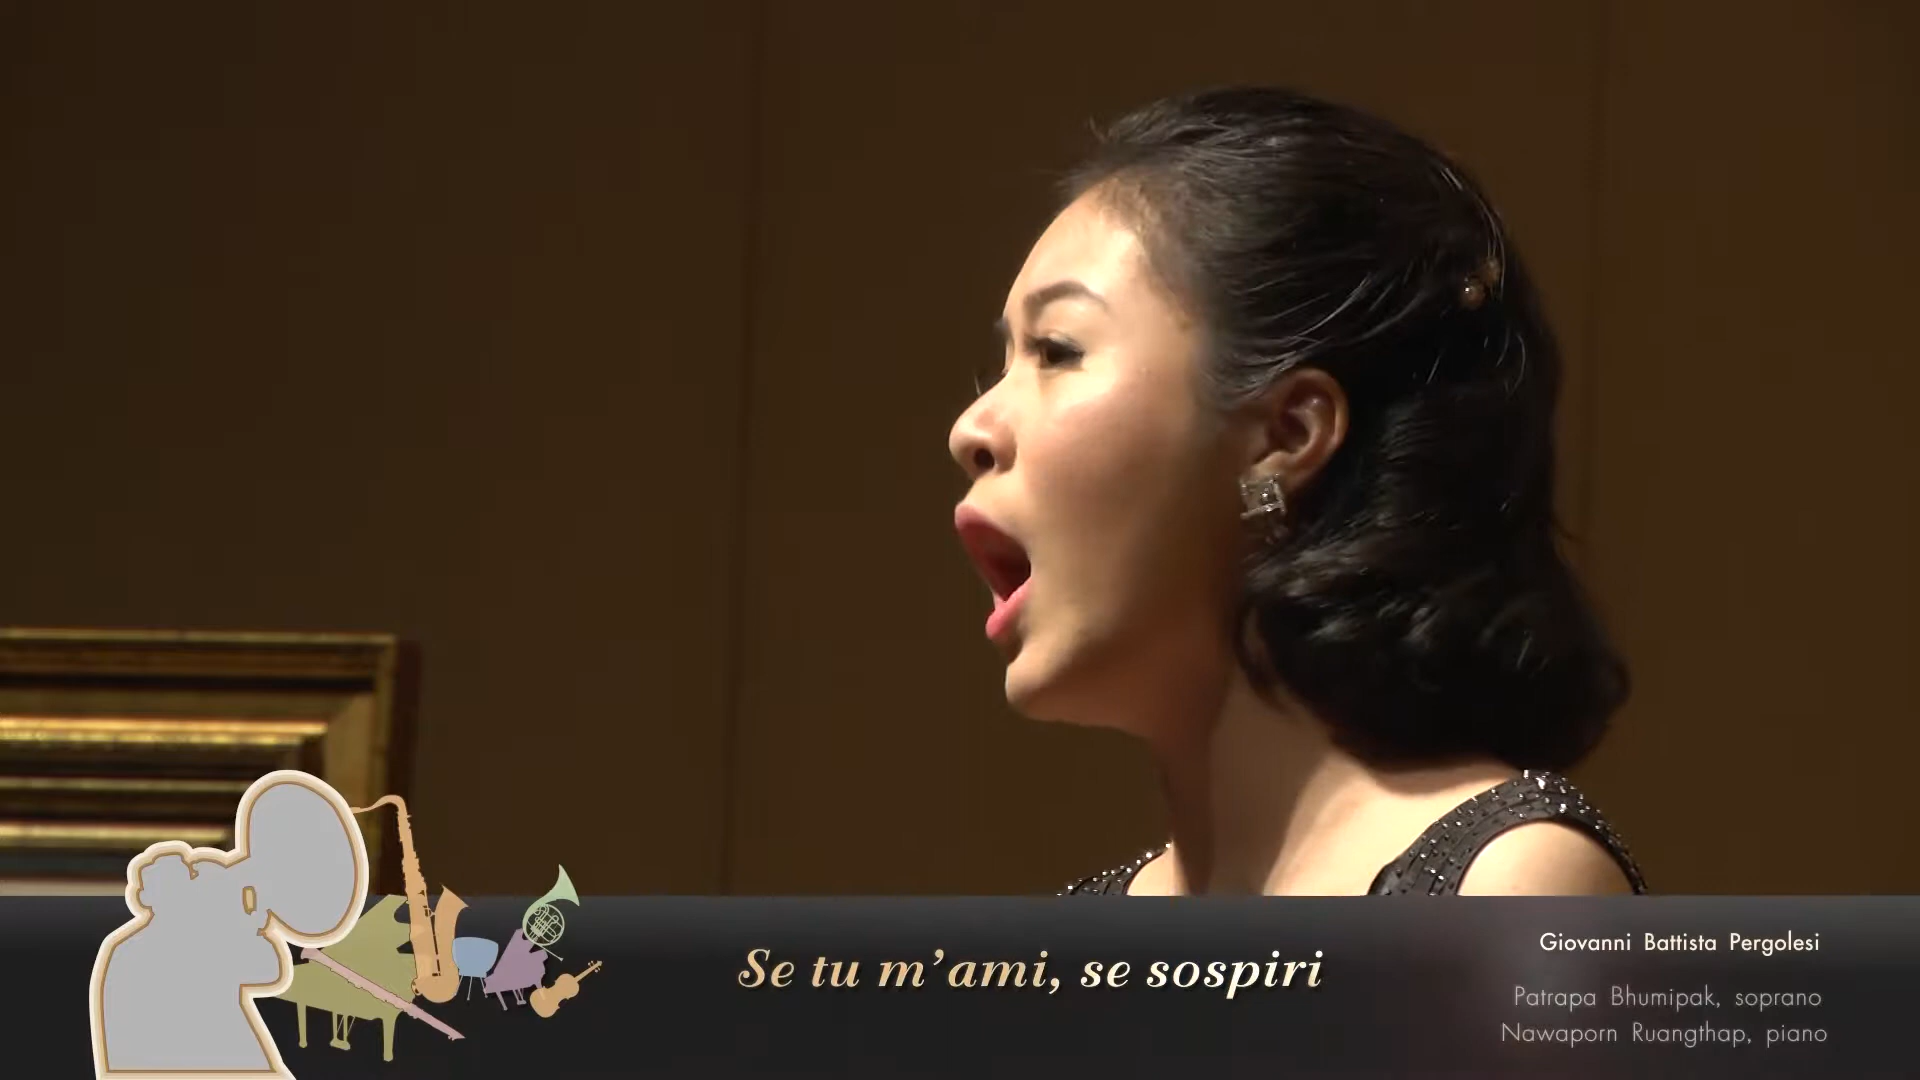 Se tu m’ami, se sospiri
Giovanni Battista Pergolesi
Patrapa Bhumipak, soprano
Nawaporn Ruangthap, piano